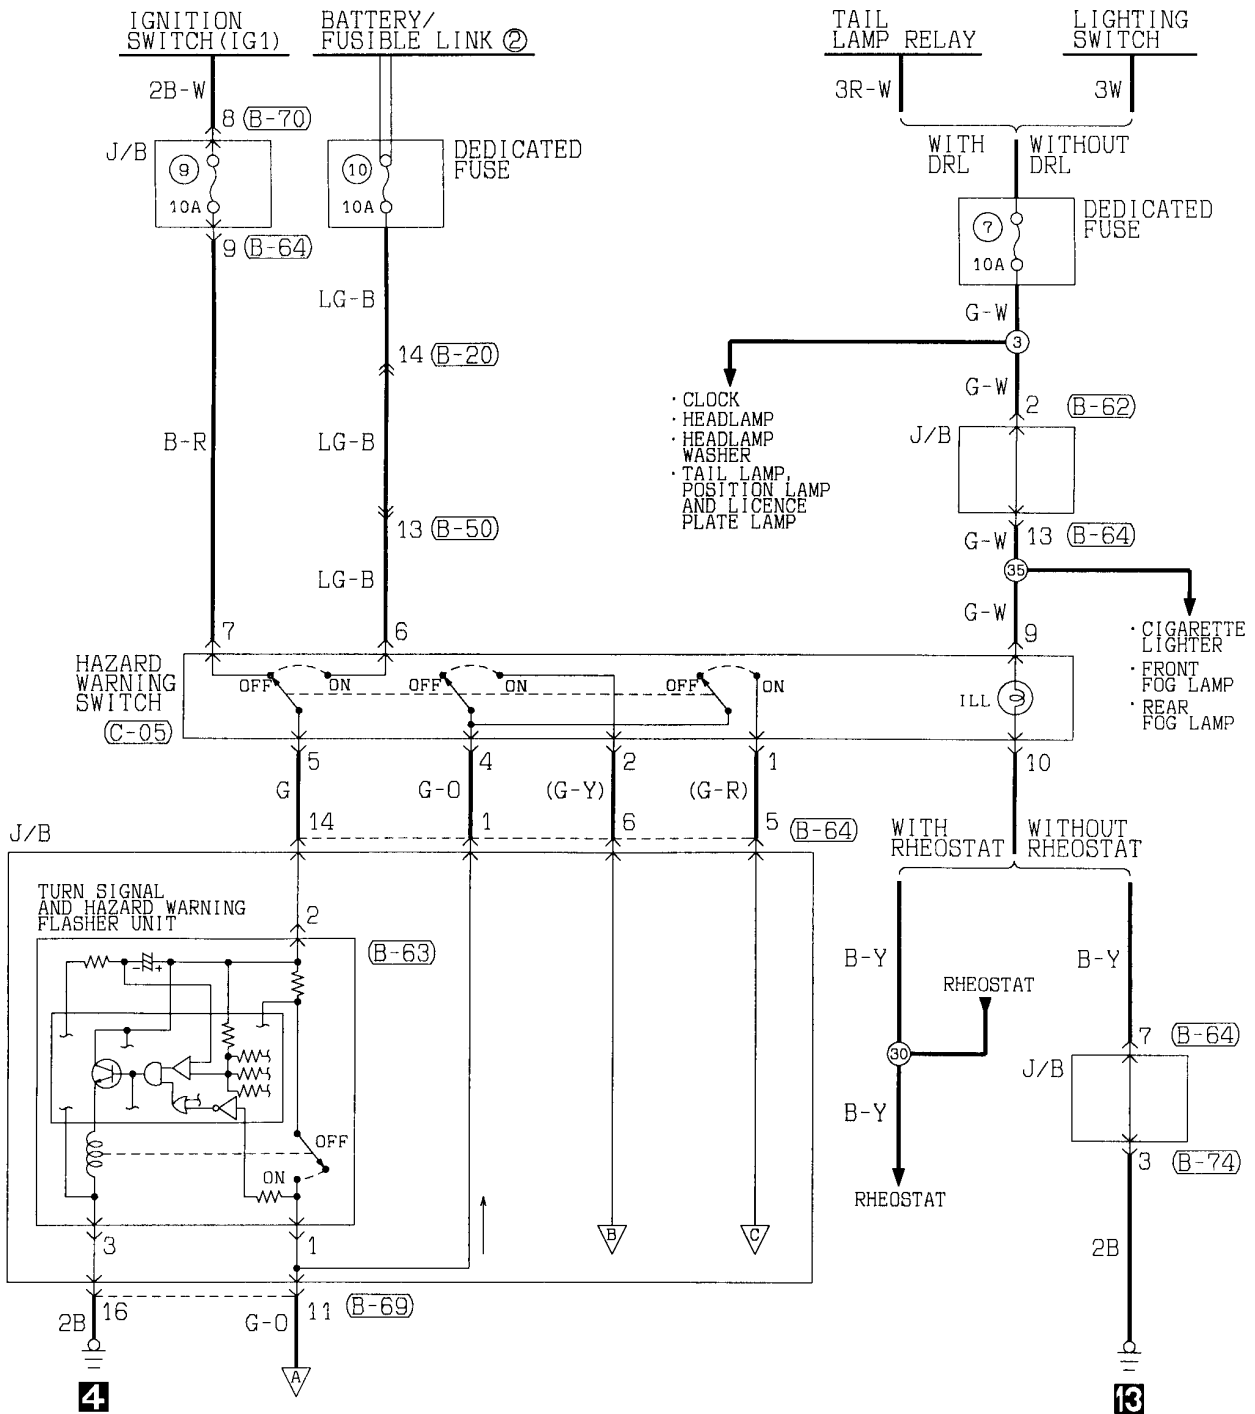 IGNITION
SWITCH(IG1)
BATTERY/
FUSIBLE LINK ②
TAIL
LAMP RELAY
LIGHTING
SWITCH
2B-W
3R-W
3W
8 (B-70)
J/B
9
10A
10
10A
DEDICATED
FUSE
WITH
DRL
WITHOUT
DRL
9 (B-64)
7
10A
DEDICATED
FUSE
LG-B
G-W
14 (B-20)
3
G-W
· CLOCK
· HEADLAMP
· HEADLAMP
WASHER
· TAIL LAMP,
POSITION LAMP
AND LICENCE
PLATE LAMP
2 (B-62)
J/B
B-R
LG-B
13 (B-50)
G-W
13 (B-64)
35
LG-B
G-W
7
6
9
· CIGARETTE
LIGHTER
· FRONT
FOG LAMP
· REAR
FOG LAMP
HAZARD
WARNING
SWITCH
(C-05)
OFF
ON
OFF
ON
OFF
ON
ILL
5
4
2
1
10
G
G-O
(G-Y)
(G-R)
J/B
14
1
6
5
(B-64)
WITH
RHEOSTAT
WITHOUT
RHEOSTAT
TURN SIGNAL
AND HAZARD WARNING
FLASHER UNIT
2
(B-63)
- +
B-Y
B-Y
RHEOSTAT
30
7 (B-64)
J/B
B-Y
OFF
ON
3 (B-74)
RHEOSTAT
B
C
3
1
2B
16
11 (B-69)
2B
G-O
A
4
13